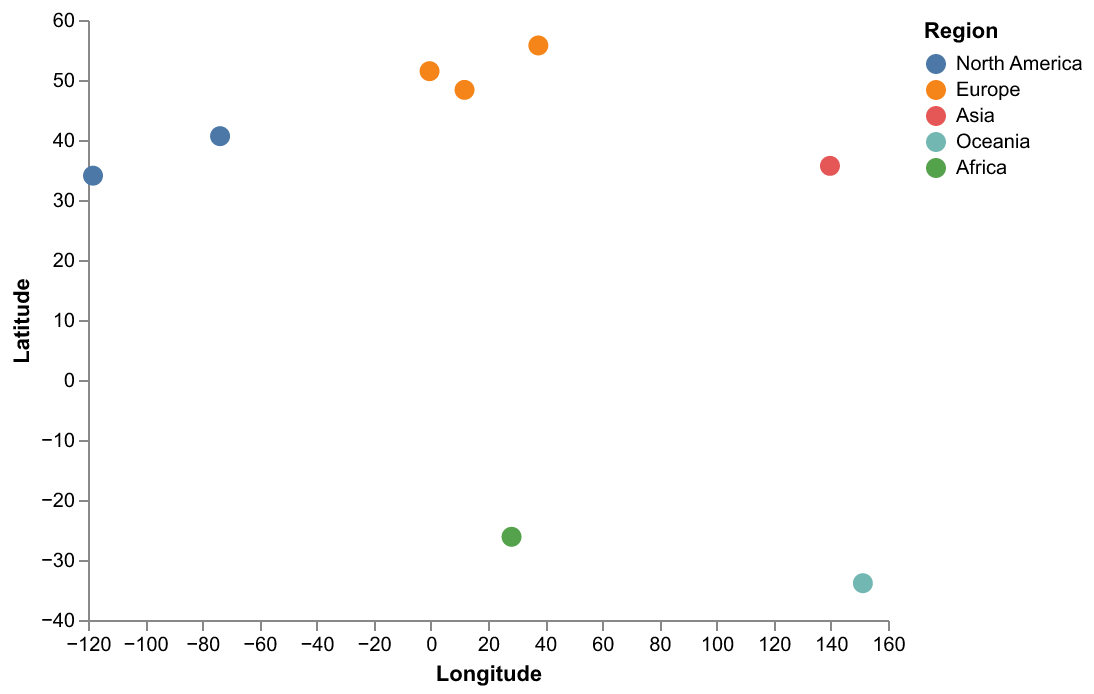 60
50
40
30
20
10
0
−10
−20
−30
−40
Latitude
−120 −100 −80 −60 −40 −20 0 20 40 60 80 100 120 140 160
Longitude
Region
North America
Europe
Asia
Oceania
Africa